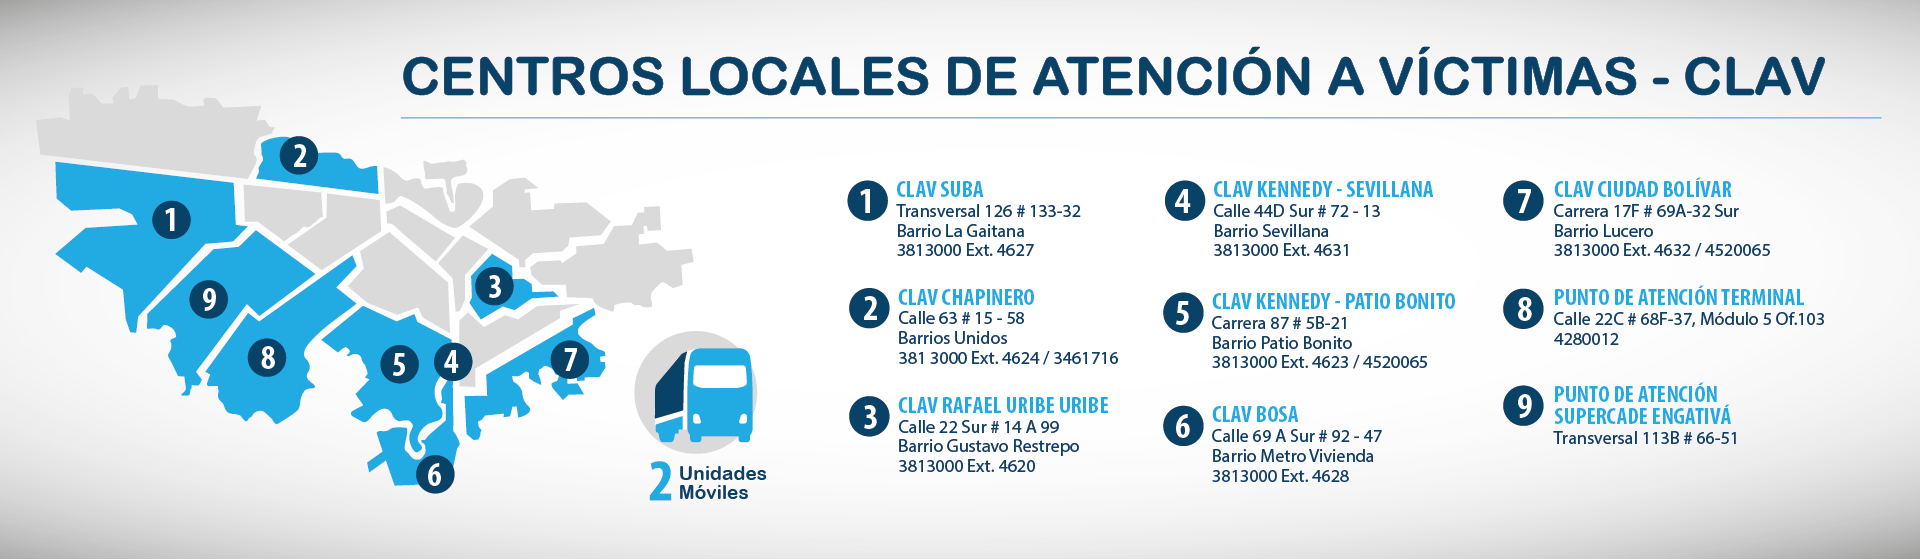 CENTROS LOCALES DE ATENCIÓN A VÍCTIMAS - CLAV
2
1
9
8
3
5
4
7
6
2 Unidades
Móviles
1 CLAV SUBA
Transversal 126 # 133-32
Barrio La Gaitana
3813000 Ext. 4627
2 CLAV CHAPINERO
Calle 63 # 15 - 58
Barrios Unidos
381 3000 Ext. 4624 / 3461716
3 CLAV RAFAEL URIBE URIBE
Calle 22 Sur # 14 A 99
Barrio Gustavo Restrepo
3813000 Ext. 4620
4 CLAV KENNEDY - SEVILLANA
Calle 44D Sur # 72 - 13
Barrio Sevillana
3813000 Ext. 4631
5 CLAV KENNEDY - PATIO BONITO
Carrera 87 # 5B-21
Barrio Patio Bonito
3813000 Ext. 4623 / 4520065
6 CLAV BOSA
Calle 69 A Sur # 92 - 47
Barrio Metro Vivienda
3813000 Ext. 4628
7 CLAV CIUDAD BOLÍVAR
Carrera 17F # 69A-32 Sur
Barrio Lucero
3813000 Ext. 4632 / 4520065
8 PUNTO DE ATENCIÓN TERMINAL
Calle 22C # 68F-37, Módulo 5 Of.103
4280012
9 PUNTO DE ATENCIÓN
SUPERCADE ENGATIVÁ
Transversal 113B # 66-51